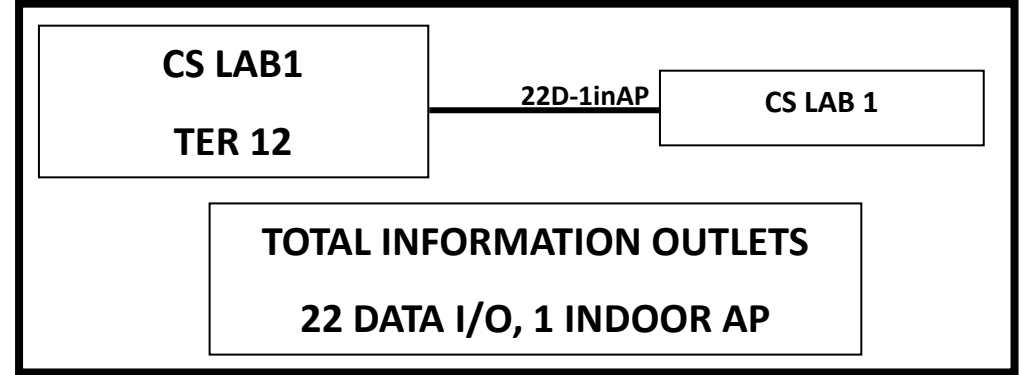 CS LAB1
TER 12
22D-1inAP
CS LAB 1
TOTAL INFORMATION OUTLETS
22 DATA I/O, 1 INDOOR AP